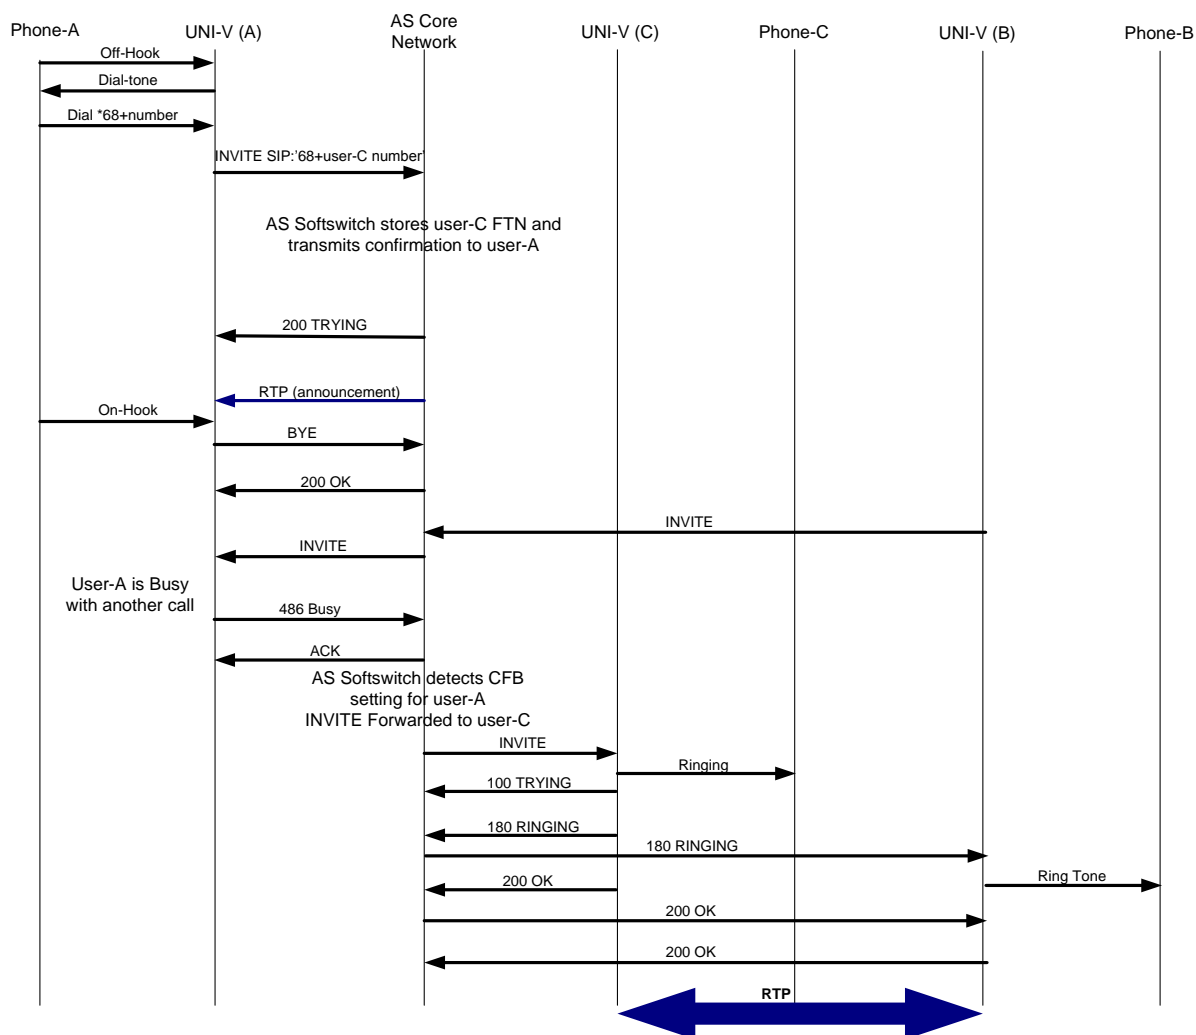 Phone-A
UNI-V (A)
AS Core
Network
UNI-V (C)
Phone-C
UNI-V (B)
Phone-B
Off-Hook
Dial-tone
Dial *68+number
INVITE SIP:'68+user-C number'
AS Softswitch stores user-C FTN and
transmits confirmation to user-A
200 TRYING
RTP (announcement)
On-Hook
BYE
200 OK
INVITE
INVITE
User-A is Busy
with another call
486 Busy
ACK
AS Softswitch detects CFB
setting for user-A
INVITE Forwarded to user-C
INVITE
Ringing
100 TRYING
180 RINGING
180 RINGING
Ring Tone
200 OK
200 OK
200 OK
RTP